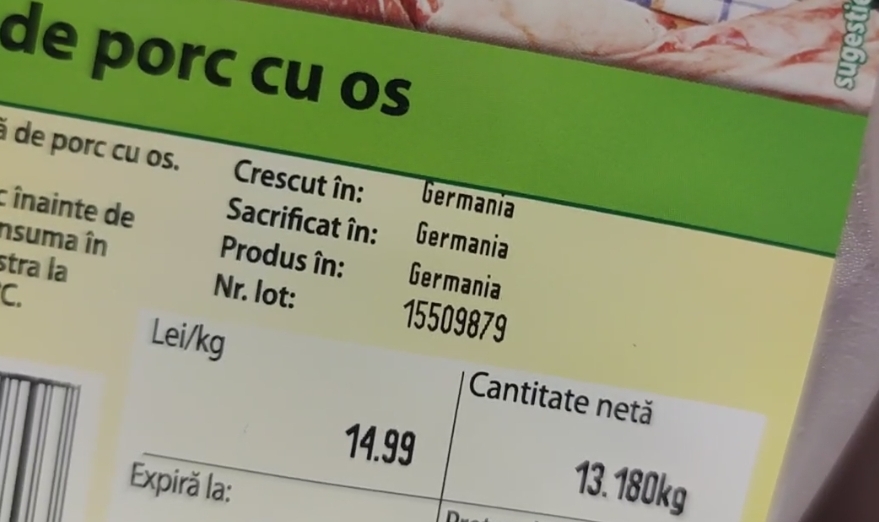 de porc cu os
sugestie
ă de porc cu os.
înainte de
nsuma în
stra la
C.
Crescut în: Germania
Sacrificat în: Germania
Produs în: Germania
Nr. lot: 15509879
Lei/kg
14.99
Cantitate netă
13.180kg
Expiră la: